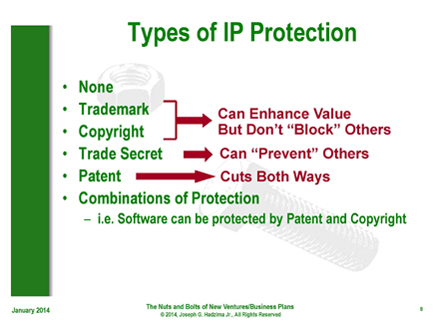 Types of IP Protection
• None
• Trademark
• Copyright
Can Enhance Value
But Don't "Block" Others
• Trade Secret
Can "Prevent" Others
• Patent
Cuts Both Ways
• Combinations of Protection
– i.e. Software can be protected by Patent and Copyright
January 2014
The Nuts and Bolts of New Ventures/Business Plans
© 2014, Joseph G. Hadzima Jr., All Rights Reserved
8